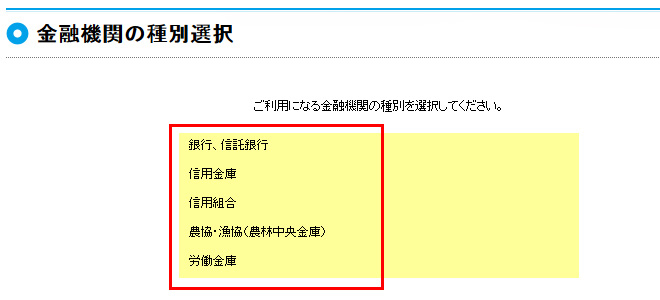 金融機関の種別選択
ご利用になる金融機関の種別を選択してください。
銀行、信託銀行
信用金庫
信用組合
農協・漁協（農林中央金庫）
労働金庫